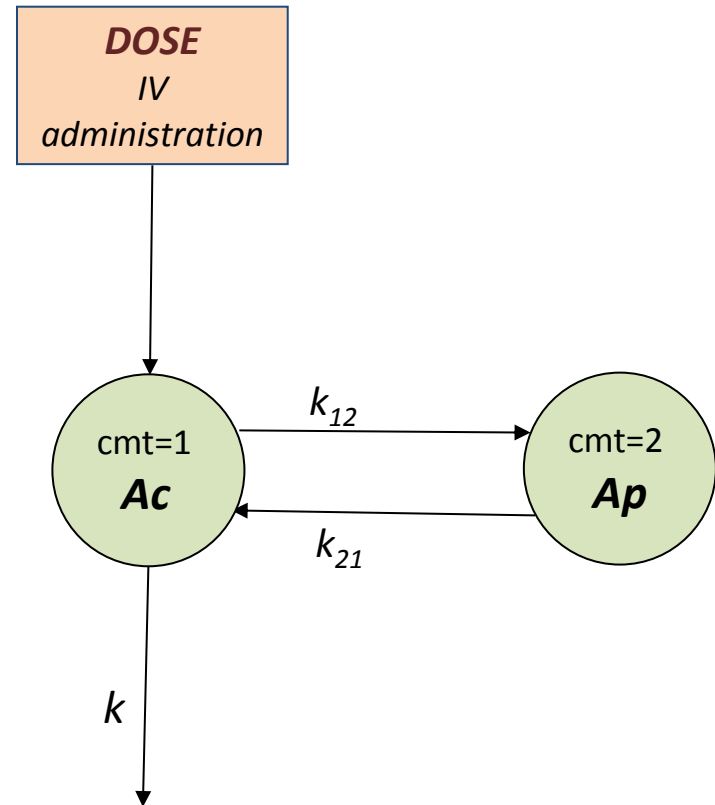 DOSE
IV
administration
k12
cmt=1
Ac
cmt=2
Ap
k21
k